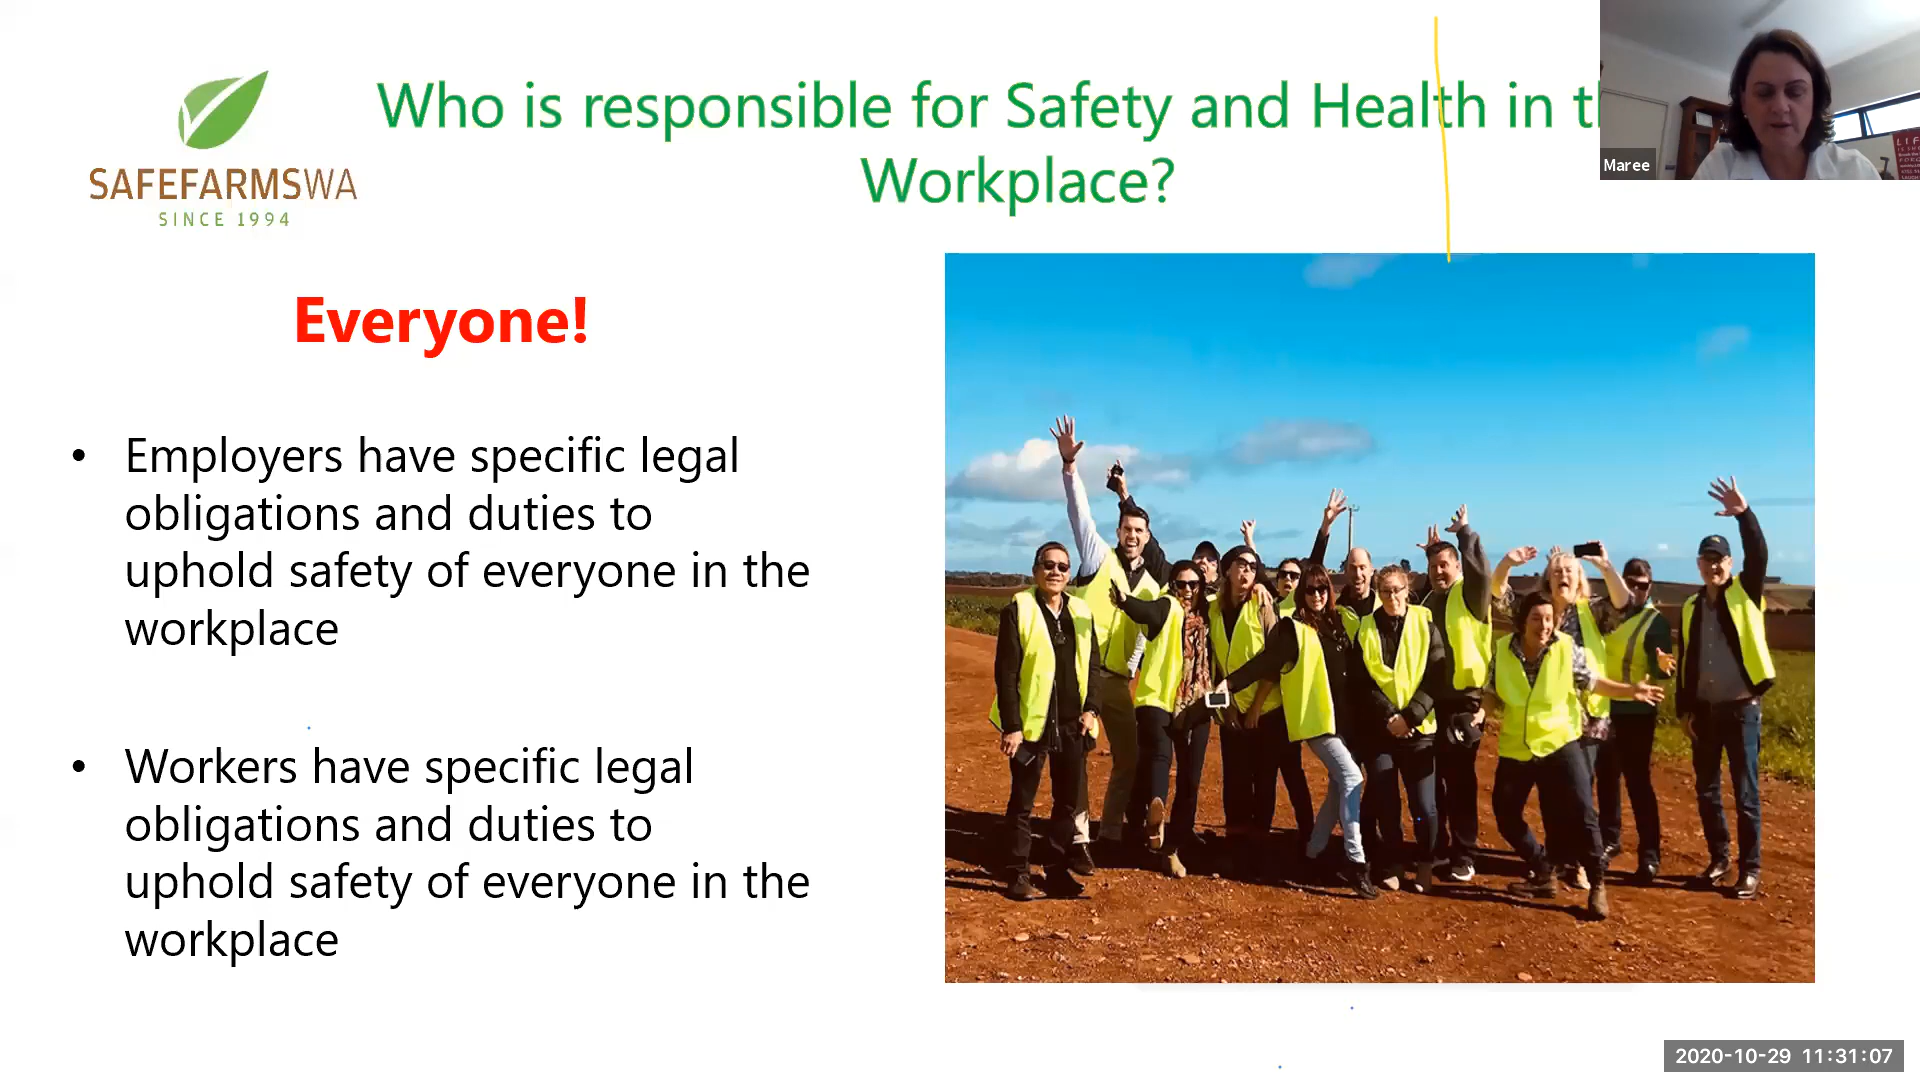 Who is responsible for Safety and Health in
Workplace?
SAFEFARMSWA
SINCE 1994
Maree
Everyone!
• Employers have specific legal
obligations and duties to
uphold safety of everyone in the
workplace
• Workers have specific legal
obligations and duties to
uphold safety of everyone in the
workplace
2020-10-29 11:31:07